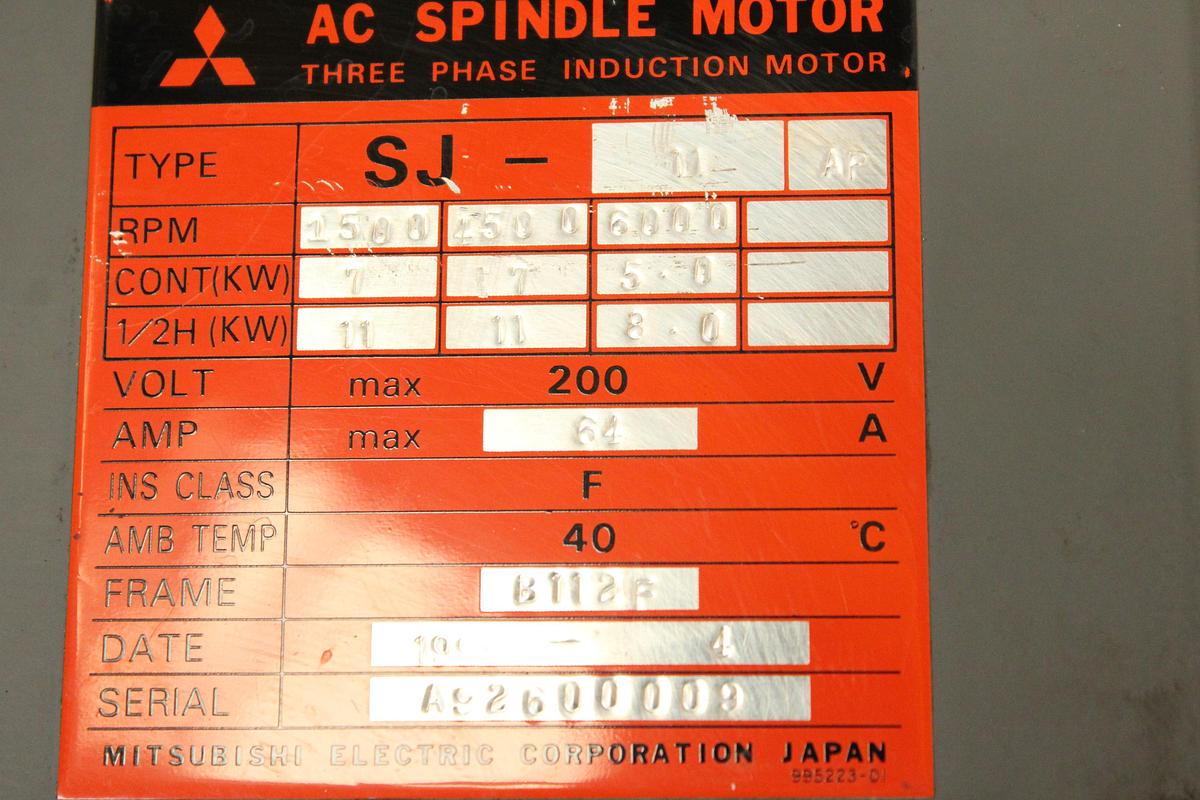 AC SPINDLE MOTOR
THREE PHASE INDUCTION MOTOR
TYPE SJ - 11 AP
RPM 1500 4500 6000
CONT(KW) 7 7 5.0
1/2H (KW) 11 11 8.0
VOLT max 200 V
AMP max 64 A
INS CLASS F
AMB TEMP 40 °C
FRAME B112F
DATE - 4
SERIAL A92600009
MITSUBISHI ELECTRIC CORPORATION JAPAN
995223-01